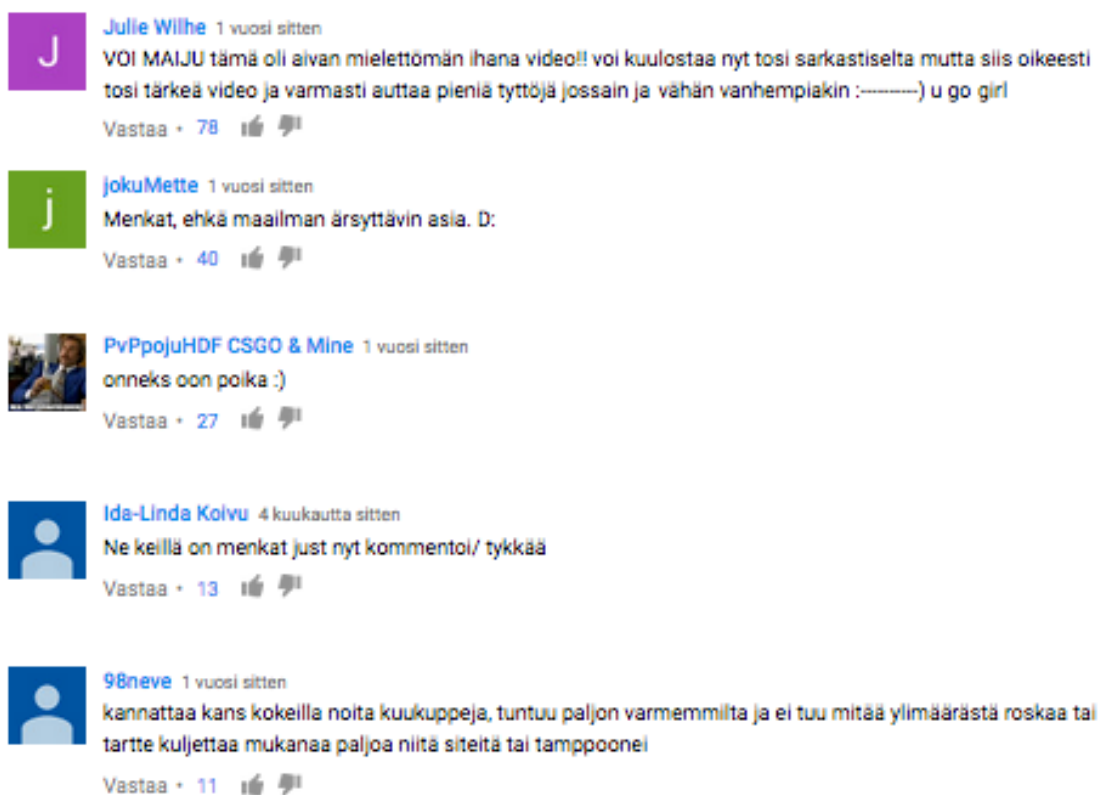 J
Julie Wilhe 1 vuosi sitten
VOI MAIJU tämä oli aivan mielettömän ihana video!! voi kuulostaa nyt tosi sarkastiselta mutta siis oikeesti
tosi tärkeä video ja varmasti auttaa pieniä tyttöjä jossain ja vähän vanhempiakin :----------) u go girl
Vastaa • 78
j
jokuMette 1 vuosi sitten
Menkat, ehkä maailman ärsyttävin asia. D:
Vastaa • 40
PvPpojuHDF CSGO & Mine 1 vuosi sitten
onneks oon poika :)
Vastaa • 27
Ida-Linda Koivu 4 kuukautta sitten
Ne keillä on menkat just nyt kommentoi/ tykkää
Vastaa • 13
98neve 1 vuosi sitten
kannattaa kans kokeilla noita kuukuppeja, tuntuu paljon varmemmilta ja ei tuu mitää ylimäärästä roskaa tai
tartte kuljettaa mukanaa paljoa niitä siteitä tai tamppoonei
Vastaa • 11